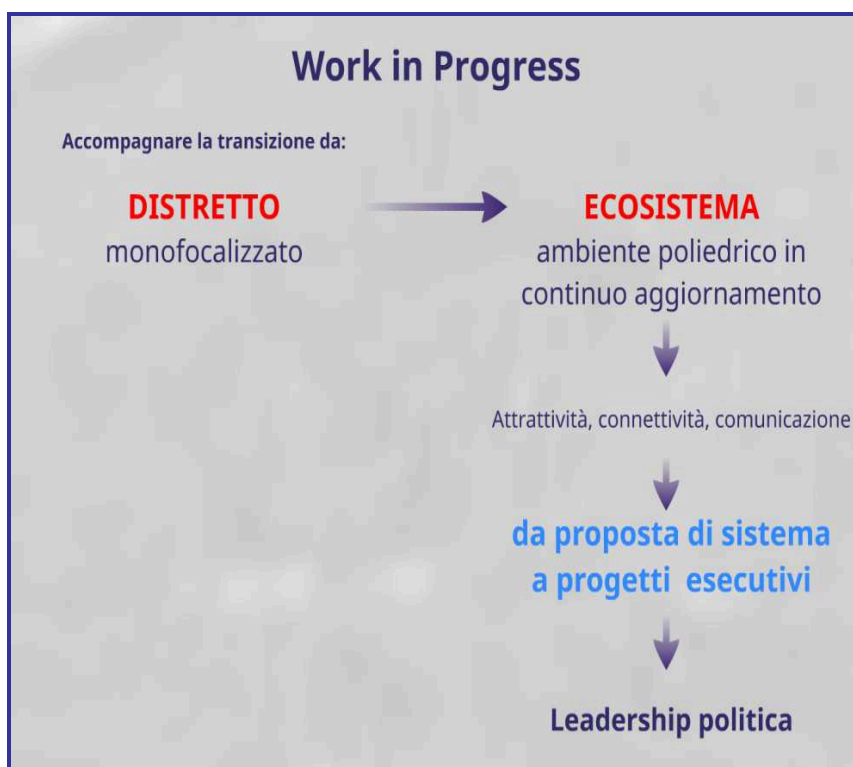 Work in Progress
Accompagnare la transizione da:
DISTRETTO
monofocalizzato
ECOSISTEMA
ambiente poliedrico in
continuo aggiornamento
Attrattività, connettività, comunicazione
da proposta di sistema
a progetti esecutivi
Leadership politica